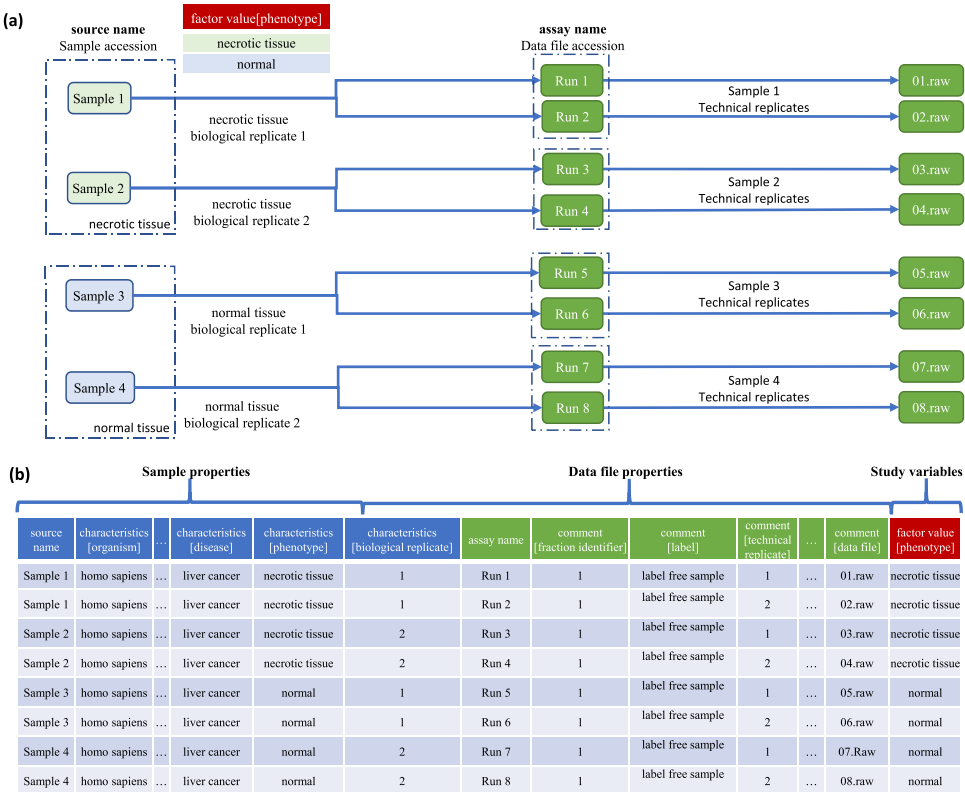 (a)
source name
Sample accession
factor value[phenotype]
necrotic tissue
normal
assay name
Data file accession
Sample 1
necrotic tissue
biological replicate 1
Run 1
Run 2
Sample 1
Technical replicates
01.raw
02.raw
Sample 2
necrotic tissue
necrotic tissue
biological replicate 2
Run 3
Run 4
Sample 2
Technical replicates
03.raw
04.raw
Sample 3
normal tissue
biological replicate 1
Run 5
Run 6
Sample 3
Technical replicates
05.raw
06.raw
Sample 4
normal tissue
normal tissue
biological replicate 2
Run 7
Run 8
Sample 4
Technical replicates
07.raw
08.raw
(b)
Sample properties
Data file properties
Study variables
source name
characteristics [organism]
...
characteristics [disease]
characteristics [phenotype]
characteristics [biological replicate]
assay name
comment [fraction identifier]
comment [label]
comment [technical replicate]
...
comment [data file]
factor value [phenotype]
Sample 1 homo sapiens ... liver cancer necrotic tissue 1 Run 1 1 label free sample 1 ... 01.raw necrotic tissue
Sample 1 homo sapiens ... liver cancer necrotic tissue 1 Run 2 1 label free sample 2 ... 02.raw necrotic tissue
Sample 2 homo sapiens ... liver cancer necrotic tissue 2 Run 3 1 label free sample 1 ... 03.raw necrotic tissue
Sample 2 homo sapiens ... liver cancer necrotic tissue 2 Run 4 1 label free sample 2 ... 04.raw necrotic tissue
Sample 3 homo sapiens ... liver cancer normal 1 Run 5 1 label free sample 1 ... 05.raw normal
Sample 3 homo sapiens ... liver cancer normal 1 Run 6 1 label free sample 2 ... 06.raw normal
Sample 4 homo sapiens ... liver cancer normal 2 Run 7 1 label free sample 1 ... 07.Raw normal
Sample 4 homo sapiens ... liver cancer normal 2 Run 8 1 label free sample 2 ... 08.raw normal